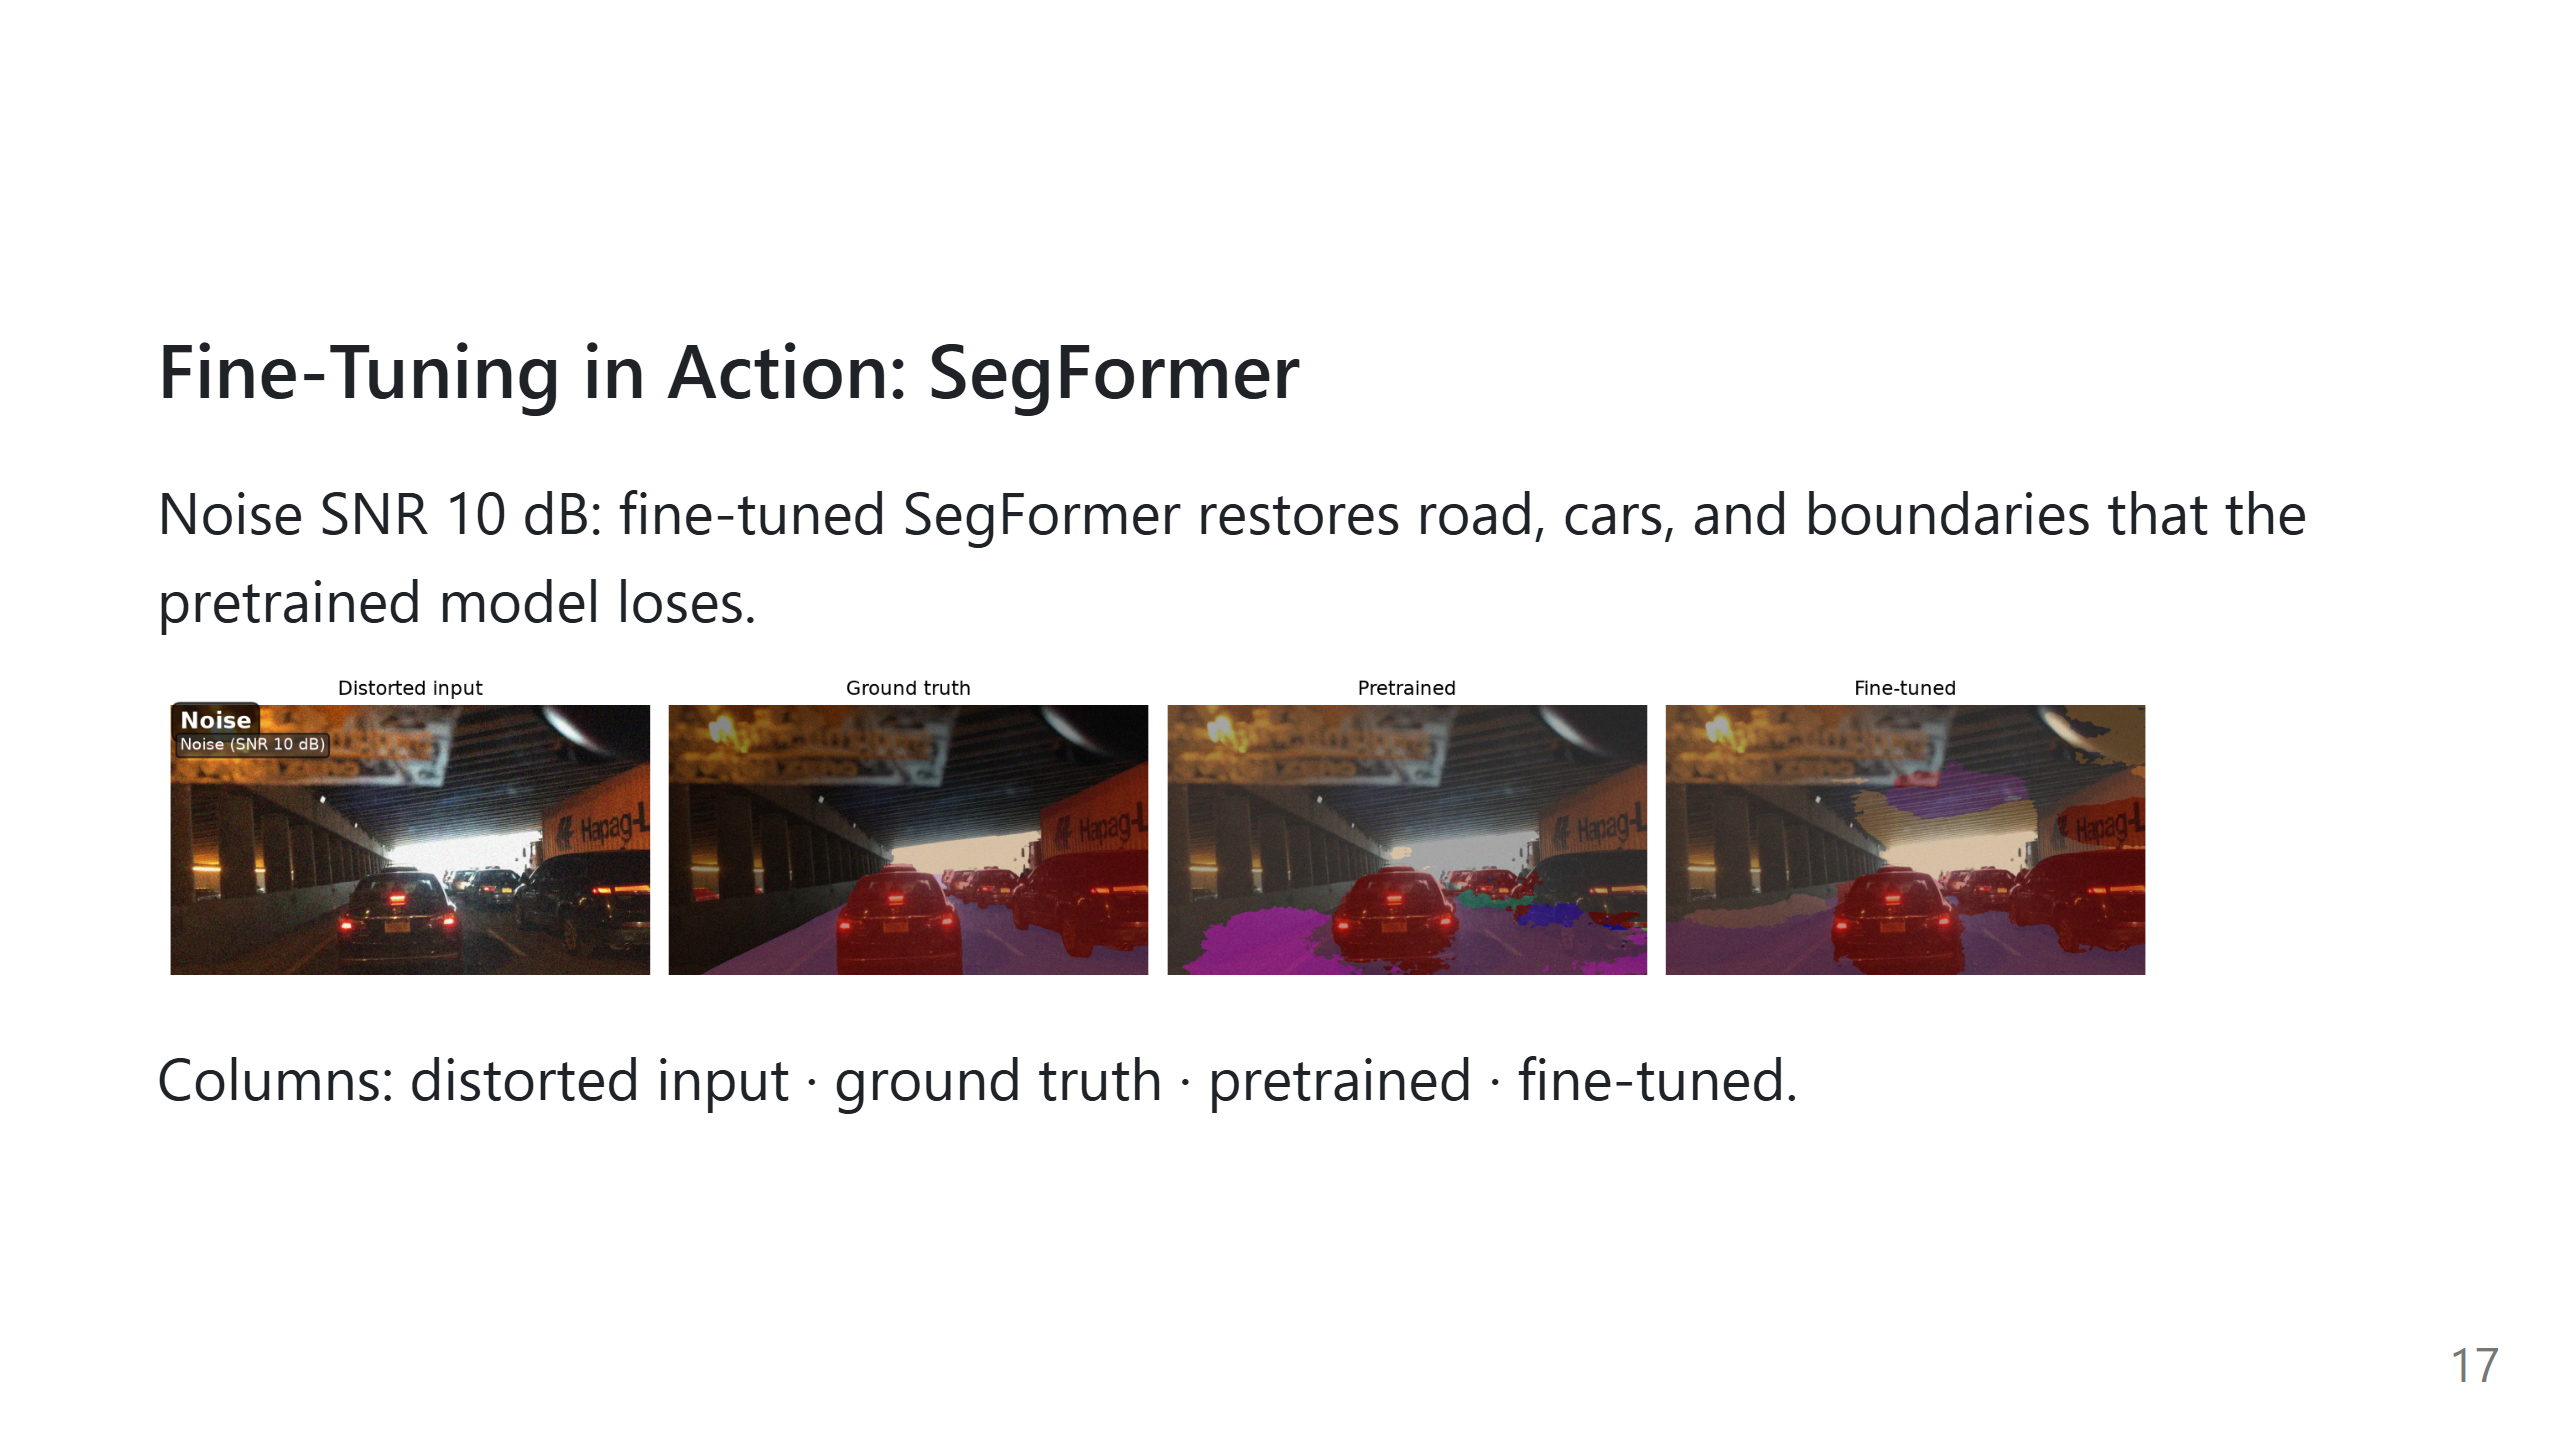 Fine-Tuning in Action: SegFormer
Noise SNR 10 dB: fine-tuned SegFormer restores road, cars, and boundaries that the
pretrained model loses.
Distorted input
Ground truth
Pretrained
Fine-tuned
Noise
Noise (SNR 10 dB)
Hapag-L
Hapag-L
Hapag-L
Hapag-L
Columns: distorted input · ground truth · pretrained · fine-tuned.
17